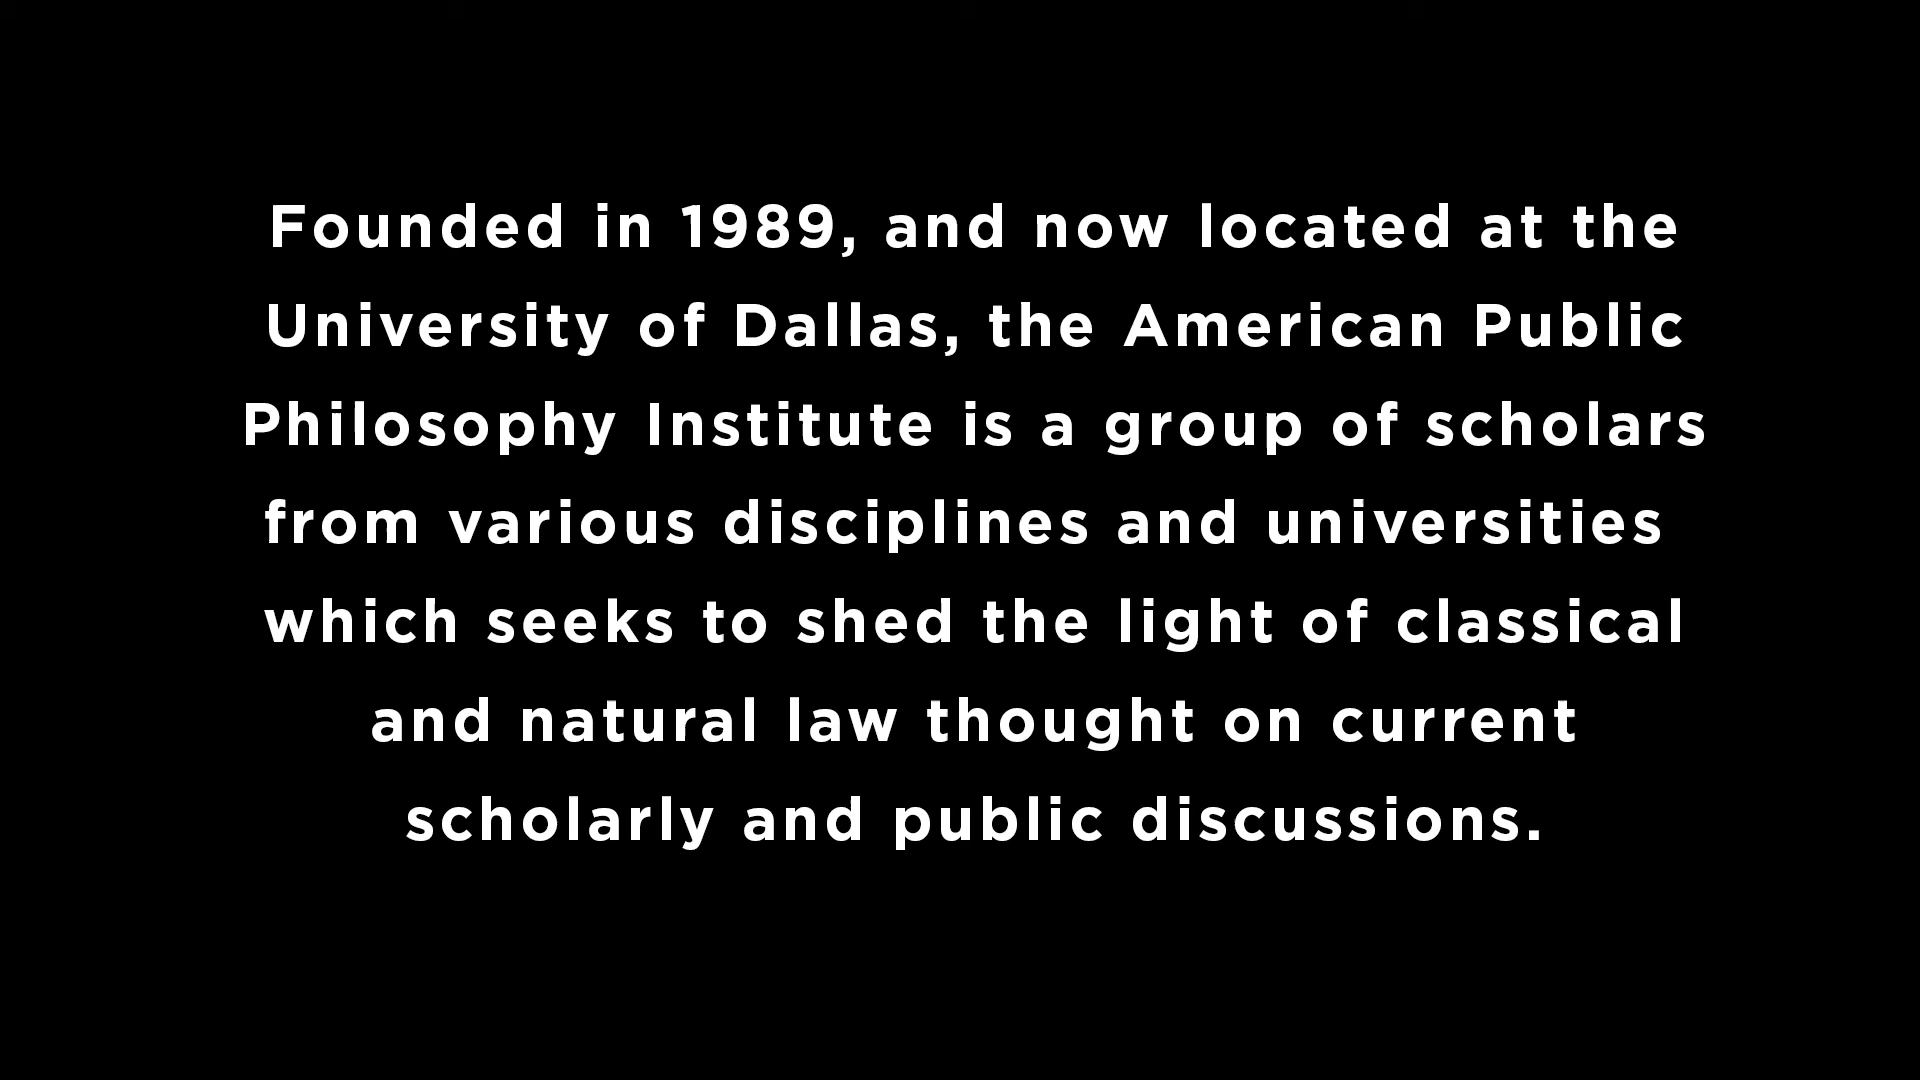 Founded in 1989, and now located at the
University of Dallas, the American Public
Philosophy Institute is a group of scholars
from various disciplines and universities
which seeks to shed the light of classical
and natural law thought on current
scholarly and public discussions.